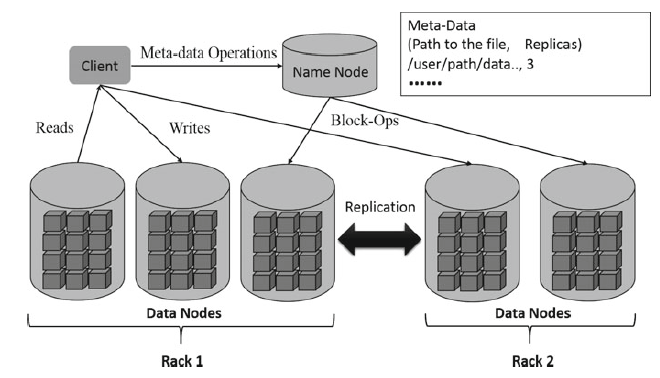 Meta-Data
(Path to the file, Replicas)
/user/path/data.., 3
......
Meta-data Operations
Client
Name Node
Reads
Writes
Block-Ops
Replication
Data Nodes
Data Nodes
Rack 1
Rack 2